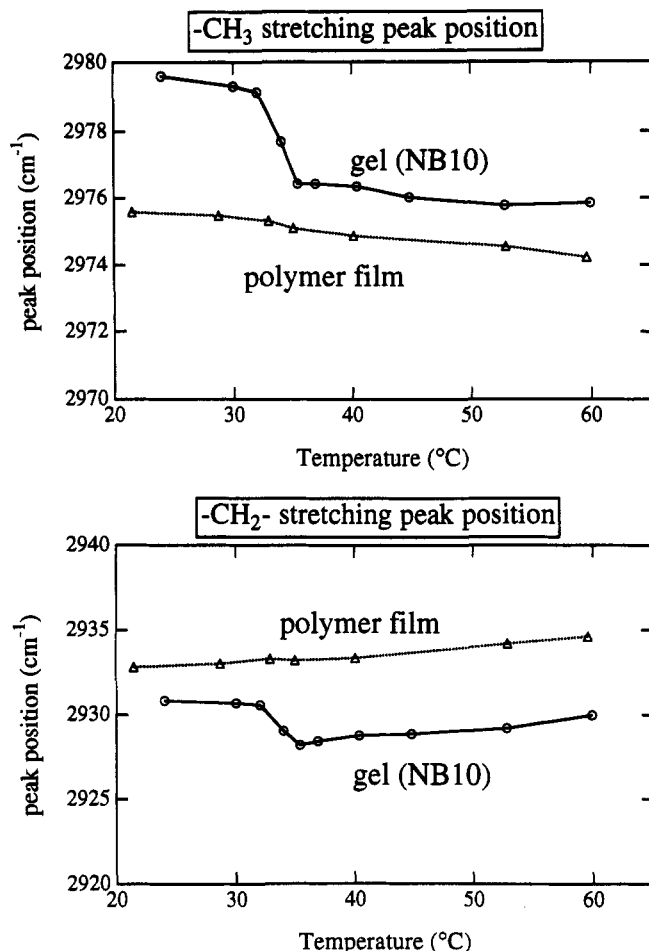 -CH3 stretching peak position
2980
2978
2976
2974
2972
2970
peak position (cm-1)
gel (NB10)
polymer film
20 30 40 50 60
Temperature (°C)
-CH2- stretching peak position
2940
2935
2930
2925
2920
peak position (cm-1)
polymer film
gel (NB10)
20 30 40 50 60
Temperature (°C)